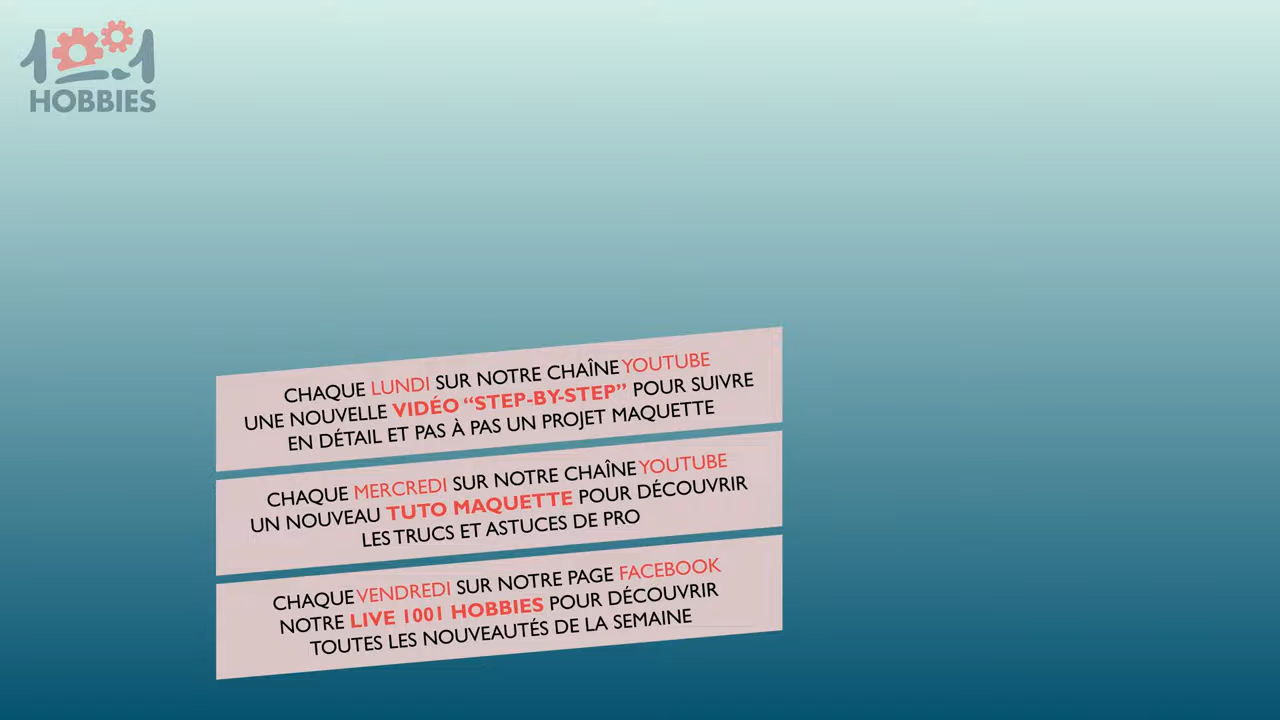 1001
HOBBIES
CHAQUE LUNDI SUR NOTRE CHAÎNE YOUTUBE
UNE NOUVELLE VIDÉO “STEP-BY-STEP” POUR SUIVRE
EN DÉTAIL ET PAS À PAS UN PROJET MAQUETTE
CHAQUE MERCREDI SUR NOTRE CHAÎNE YOUTUBE
UN NOUVEAU TUTO MAQUETTE POUR DÉCOUVRIR
LES TRUCS ET ASTUCES DE PRO
CHAQUE VENDREDI SUR NOTRE PAGE FACEBOOK
NOTRE LIVE 1001 HOBBIES POUR DÉCOUVRIR
TOUTES LES NOUVEAUTÉS DE LA SEMAINE